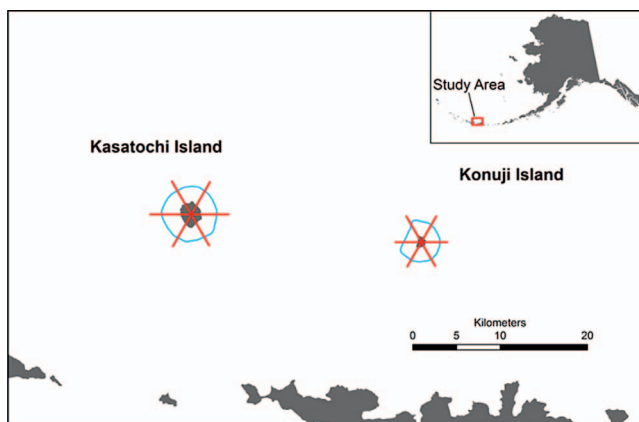 Study Area
Kasatochi Island
Konuji Island
Kilometers
0 5 10 20